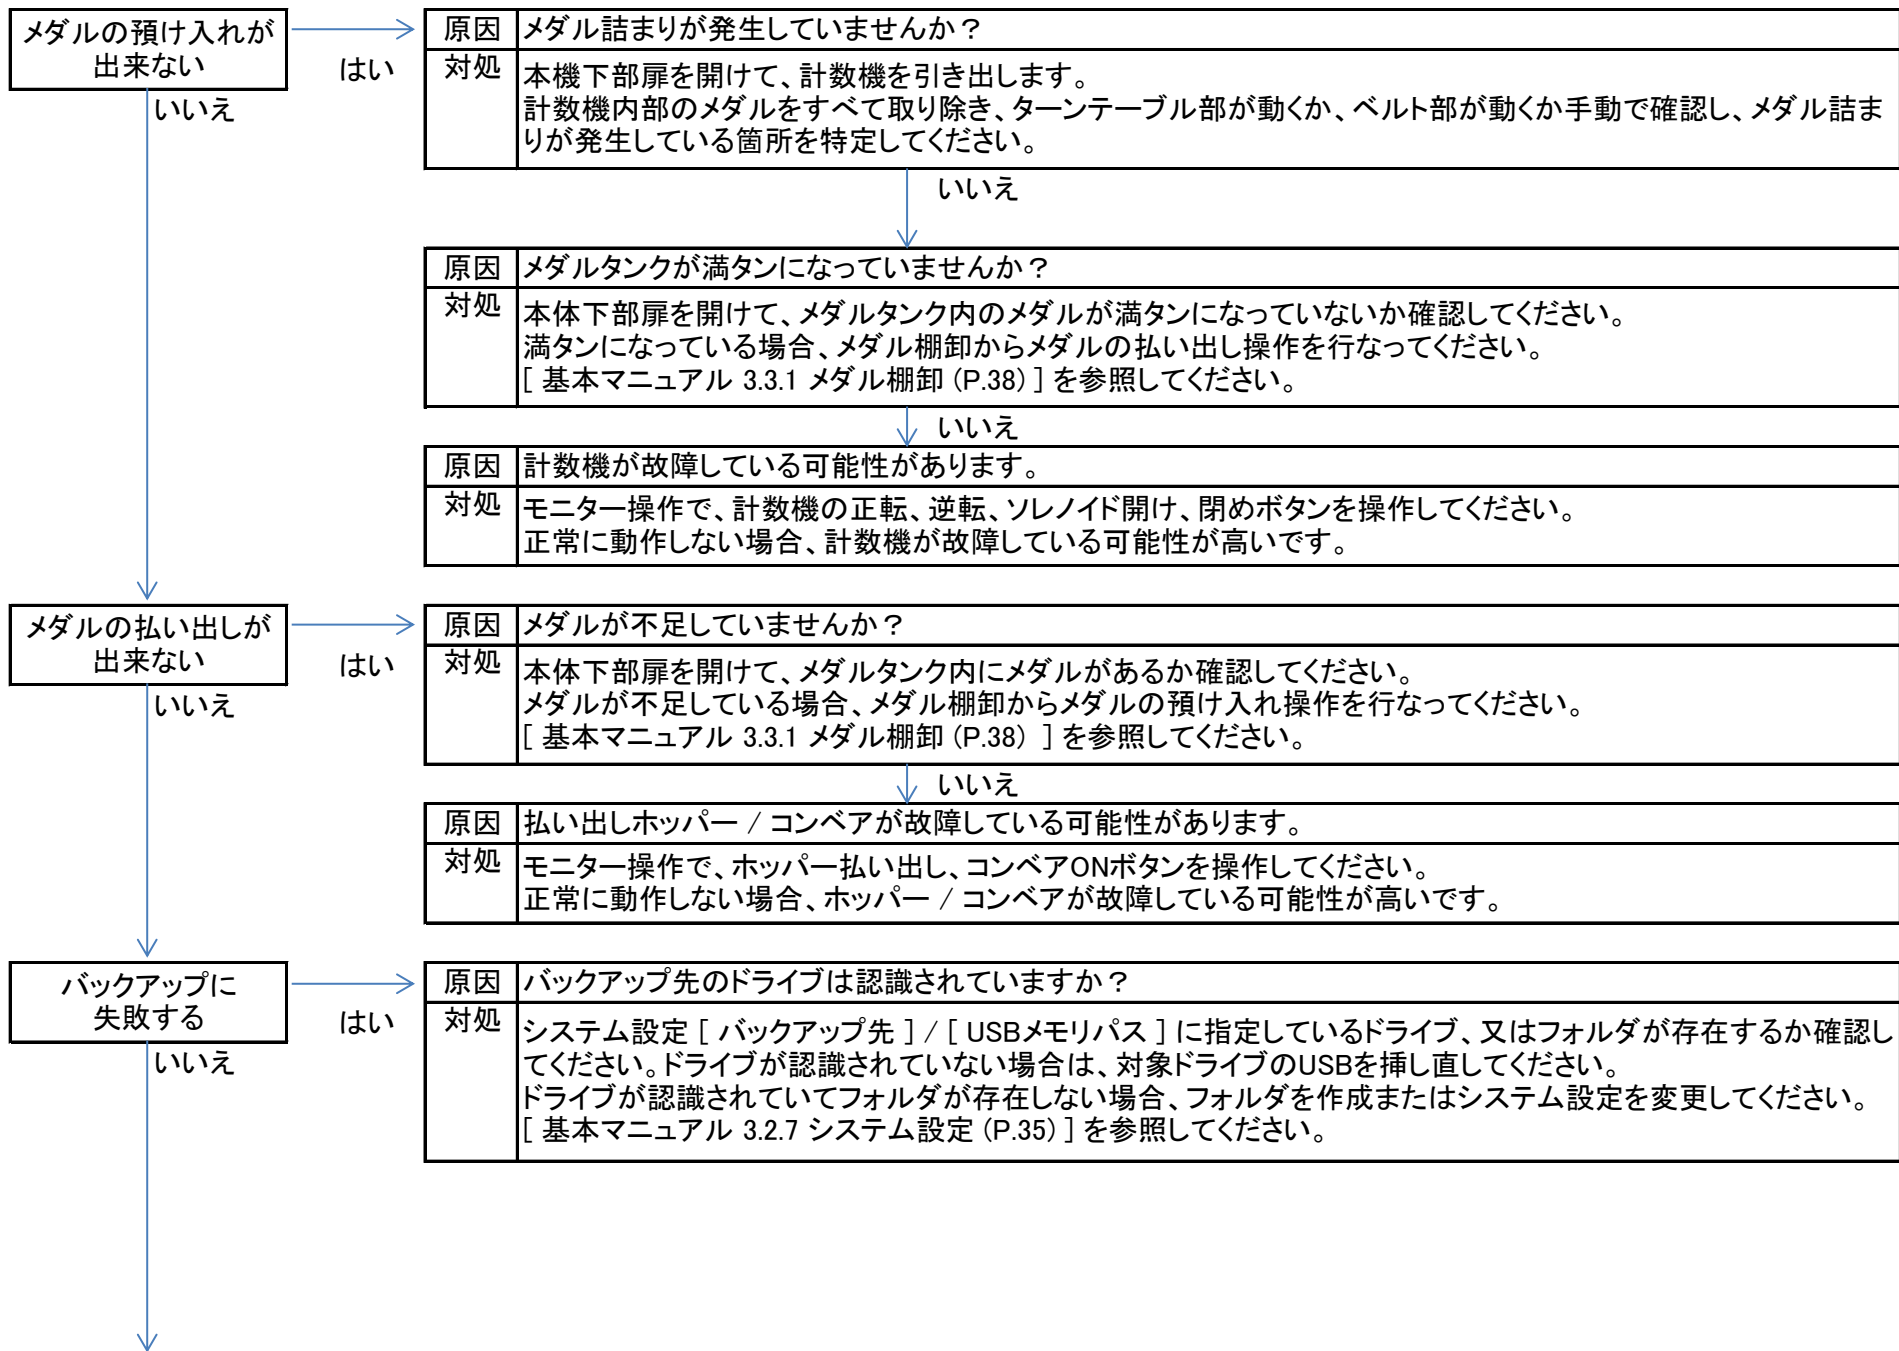 メダルの預け入れが
出来ない
はい
いいえ
原因 メダル詰まりが発生していませんか？
対処 本機下部扉を開けて、計数機を引き出します。
計数機内部のメダルをすべて取り除き、ターンテーブル部が動くか、ベルト部が動くか手動で確認し、メダル詰ま
りが発生している箇所を特定してください。
いいえ
原因 メダルタンクが満タンになっていませんか？
対処 本体下部扉を開けて、メダルタンク内のメダルが満タンになっていないか確認してください。
満タンになっている場合、メダル棚卸からメダルの払い出し操作を行なってください。
[ 基本マニュアル 3.3.1 メダル棚卸 (P.38) ] を参照してください。
いいえ
原因 計数機が故障している可能性があります。
対処 モニター操作で、計数機の正転、逆転、ソレノイド開け、閉めボタンを操作してください。
正常に動作しない場合、計数機が故障している可能性が高いです。
メダルの払い出しが
出来ない
はい
いいえ
原因 メダルが不足していませんか？
対処 本体下部扉を開けて、メダルタンク内にメダルがあるか確認してください。
メダルが不足している場合、メダル棚卸からメダルの預け入れ操作を行なってください。
[ 基本マニュアル 3.3.1 メダル棚卸 (P.38) ] を参照してください。
いいえ
原因 払い出しホッパー / コンベアが故障している可能性があります。
対処 モニター操作で、ホッパー払い出し、コンベアONボタンを操作してください。
正常に動作しない場合、ホッパー / コンベアが故障している可能性が高いです。
バックアップに
失敗する
はい
いいえ
原因 バックアップ先のドライブは認識されていますか？
対処 システム設定 [ バックアップ先 ] / [ USBメモリパス ] に指定しているドライブ、又はフォルダが存在するか確認し
てください。ドライブが認識されていない場合は、対象ドライブのUSBを挿し直してください。
ドライブが認識されていてフォルダが存在しない場合、フォルダを作成またはシステム設定を変更してください。
[ 基本マニュアル 3.2.7 システム設定 (P.35) ] を参照してください。